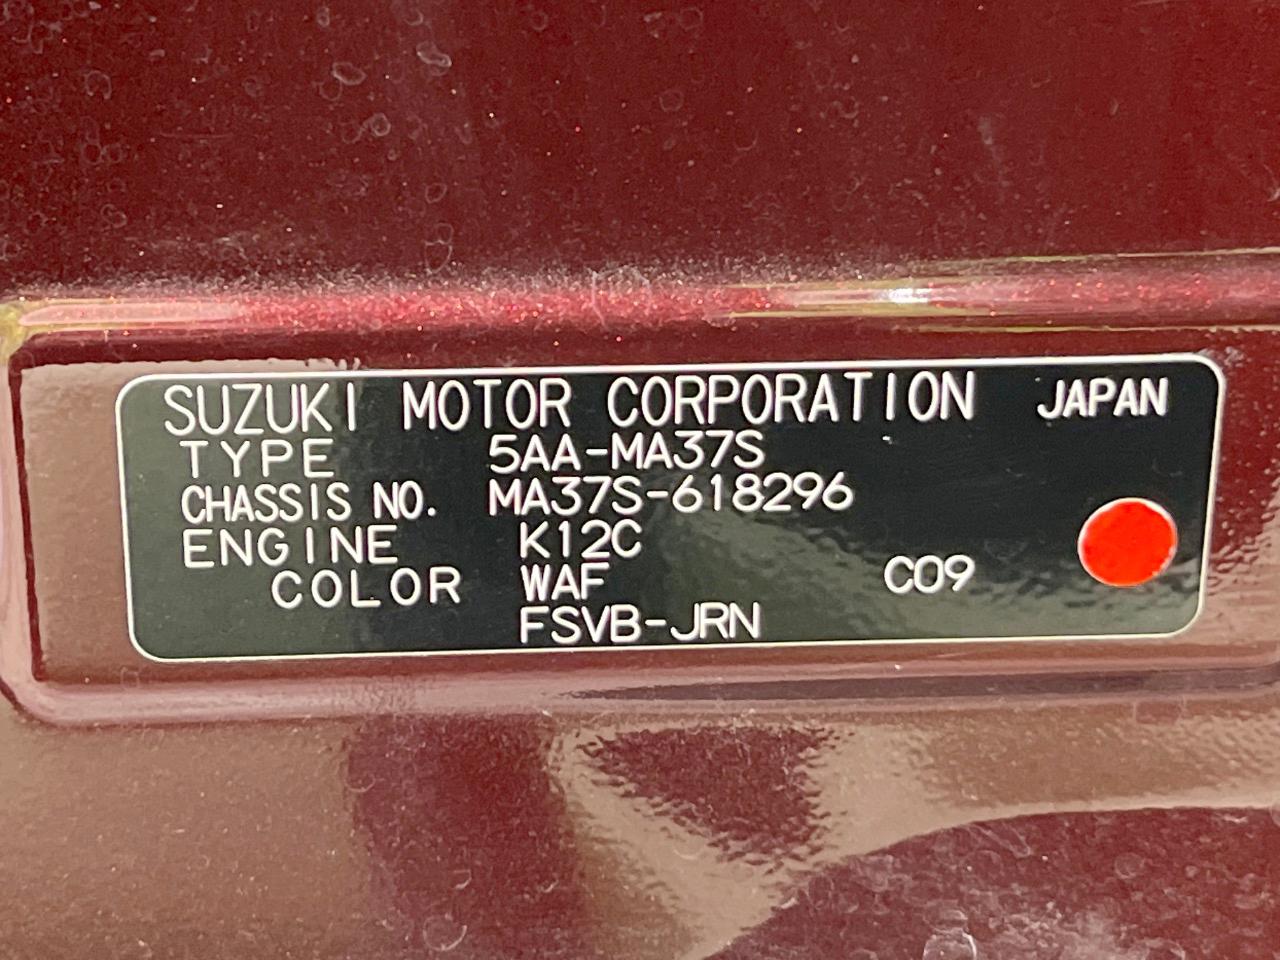 SUZUKI MOTOR CORPORATION JAPAN
TYPE 5AA-MA37S
CHASSIS NO. MA37S-618296
ENGINE K12C
COLOR WAF C09
FSVB-JRN